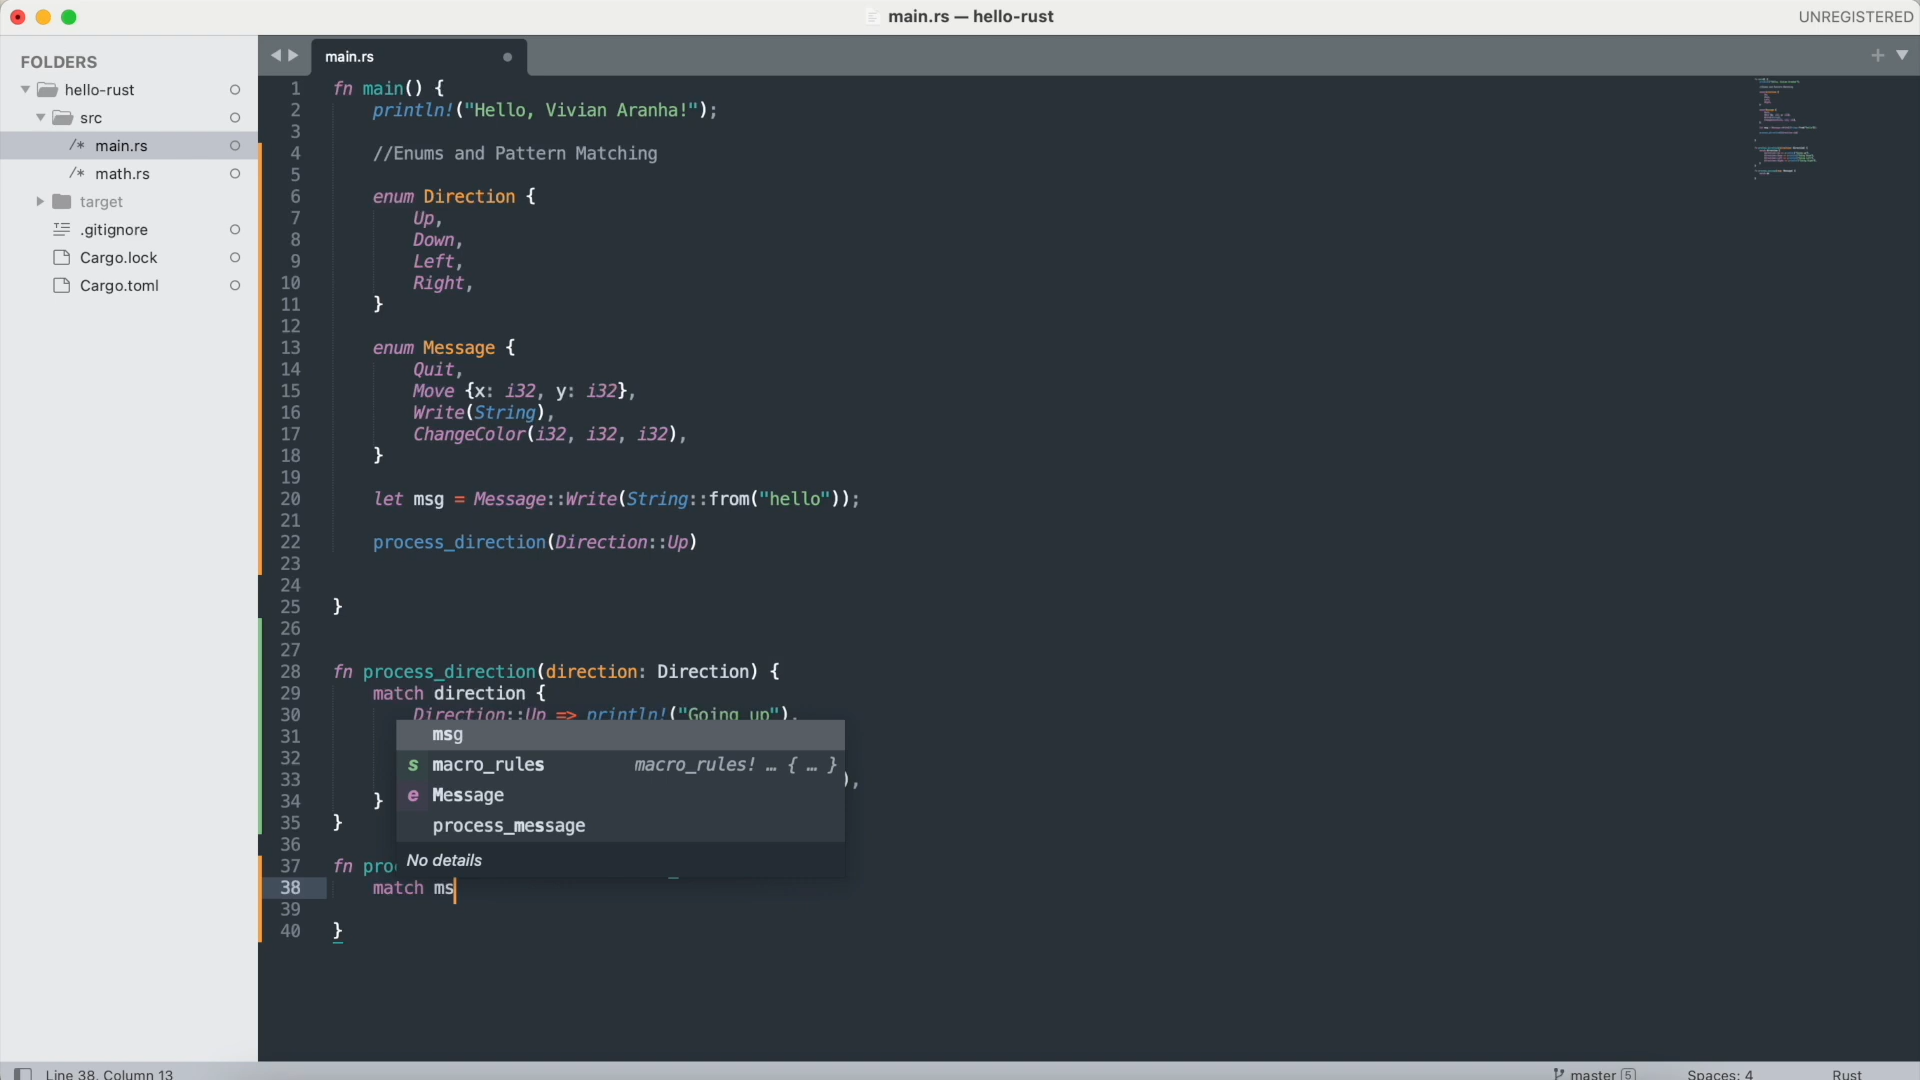 main.rs — hello-rust
UNREGISTERED
FOLDERS
hello-rust
src
/* main.rs
/* math.rs
target
.gitignore
Cargo.lock
Cargo.toml
main.rs
1 fn main() {
2 println!("Hello, Vivian Aranha!");
3
4 //Enums and Pattern Matching
5
6 enum Direction {
7 Up,
8 Down,
9 Left,
10 Right,
11 }
12
13 enum Message {
14 Quit,
15 Move {x: i32, y: i32},
16 Write(String),
17 ChangeColor(i32, i32, i32),
18 }
19
20 let msg = Message::Write(String::from("hello"));
21
22 process_direction(Direction::Up)
23
24
25 }
26
27
28 fn process_direction(direction: Direction) {
29 match direction {
30 Direction::Up => println!("Going up"),
31
32
33 ),
34 }
35 }
36
37 fn proc
38 match ms
39
40 }
msg
s macro_rules macro_rules! … { … }
e Message
process_message
No details
Line 38, Column 13
master 5
Spaces: 4
Rust